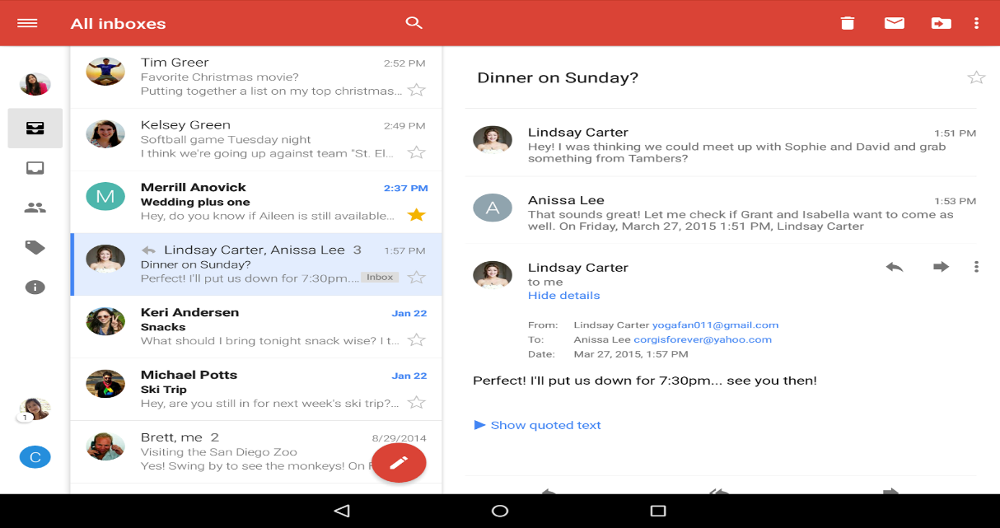 All inboxes
Tim Greer 2:52 PM
Favorite Christmas movie?
Putting together a list on my top christmas...
Kelsey Green 2:49 PM
Softball game Tuesday night
I think we're going up against team "St. El...
M
Merrill Anovick 2:37 PM
Wedding plus one
Hey, do you know if Aileen is still available...
Lindsay Carter, Anissa Lee 3 1:57 PM
Dinner on Sunday?
Perfect! I'll put us down for 7:30pm.... Inbox
Keri Andersen Jan 22
Snacks
What should I bring tonight snack wise? I t...
Michael Potts Jan 22
Ski Trip
Hey, are you still in for next week's ski trip?...
Brett, me 2 8/29/2014
Visiting the San Diego Zoo
Yes! Swing by to see the monkeys! On
1
C
Dinner on Sunday?
Lindsay Carter 1:51 PM
Hey! I was thinking we could meet up with Sophie and David and grab
something from Tambers?
A
Anissa Lee 1:53 PM
That sounds great! Let me check if Grant and Isabella want to come as
well. On Friday, March 27, 2015 1:51 PM, Lindsay Carter
Lindsay Carter
to me
Hide details
From: Lindsay Carter yogafan011@gmail.com
To: Anissa Lee corgisforever@yahoo.com
Date: Mar 27, 2015, 1:57 PM
Perfect! I'll put us down for 7:30pm... see you then!
Show quoted text